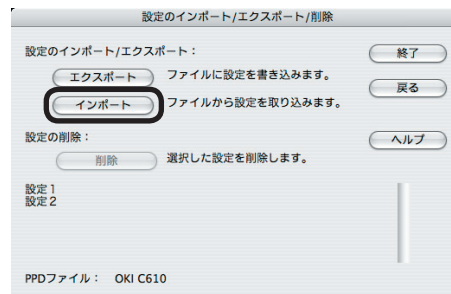 設定のインポート/エクスポート/削除
設定のインポート/エクスポート：
エクスポート ファイルに設定を書き込みます。
終了
インポート ファイルから設定を取り込みます。
戻る
設定の削除：
ヘルプ
削除 選択した設定を削除します。
設定1
設定2
PPDファイル： OKI C610